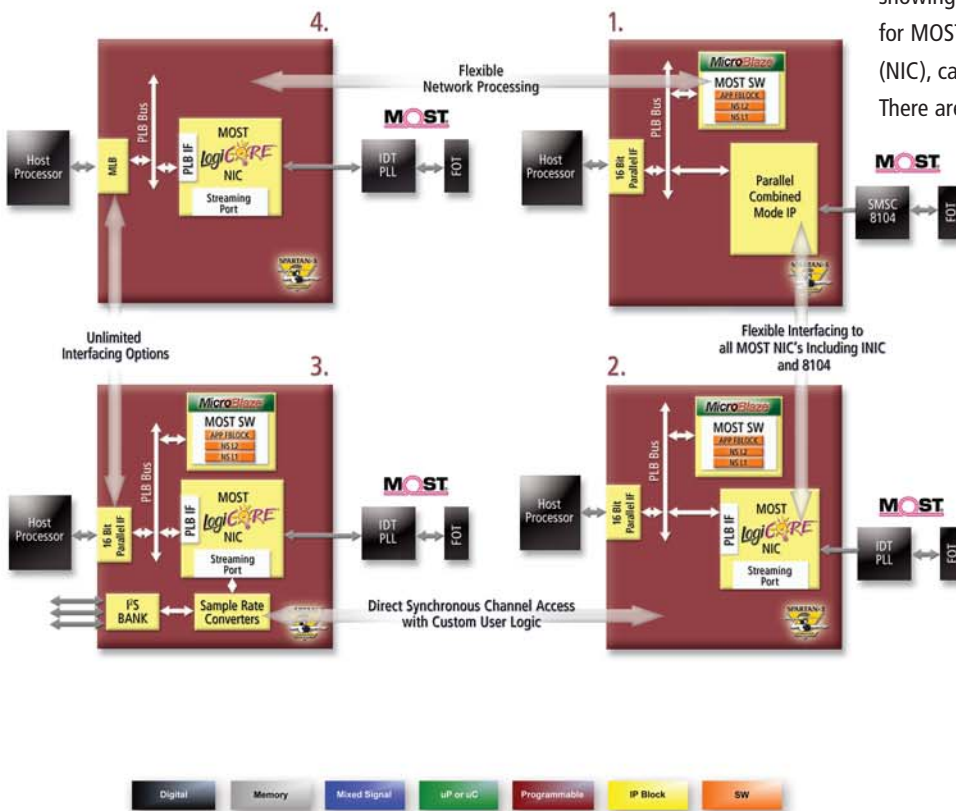 showing
for MOST
(NIC), ca
There are
4.
PLB Bus
Host
Processor
MLB
PLB IF
MOST
LogiCORE
NIC
Streaming
Port
SPARTAN-3
MOST
IDT
PLL
FOT
Flexible
Network Processing
1.
PLB Bus
MicroBlaze
MOST SW
APP FBLOCK
NS L2
NS L1
Host
Processor
16 Bit
Parallel IF
Parallel
Combined
Mode IP
SPARTAN-3
MOST
SMSC
8104
FOT
Unlimited
Interfacing Options
Flexible Interfacing to
all MOST NIC's Including INIC
and 8104
3.
MicroBlaze
MOST SW
APP FBLOCK
NS L2
NS L1
PLB Bus
Host
Processor
16 Bit
Parallel IF
PLB IF
MOST
LogiCORE
NIC
Streaming
Port
I²S
BANK
Sample Rate
Converters
MOST
IDT
PLL
FOT
Direct Synchronous Channel Access
with Custom User Logic
2.
MicroBlaze
MOST SW
APP FBLOCK
NS L2
NS L1
PLB Bus
Host
Processor
16 Bit
Parallel IF
PLB IF
MOST
LogiCORE
NIC
Streaming
Port
SPARTAN-3
MOST
IDT
PLL
FOT
Digital
Memory
Mixed Signal
uP or uC
Programmable
IP Block
SW